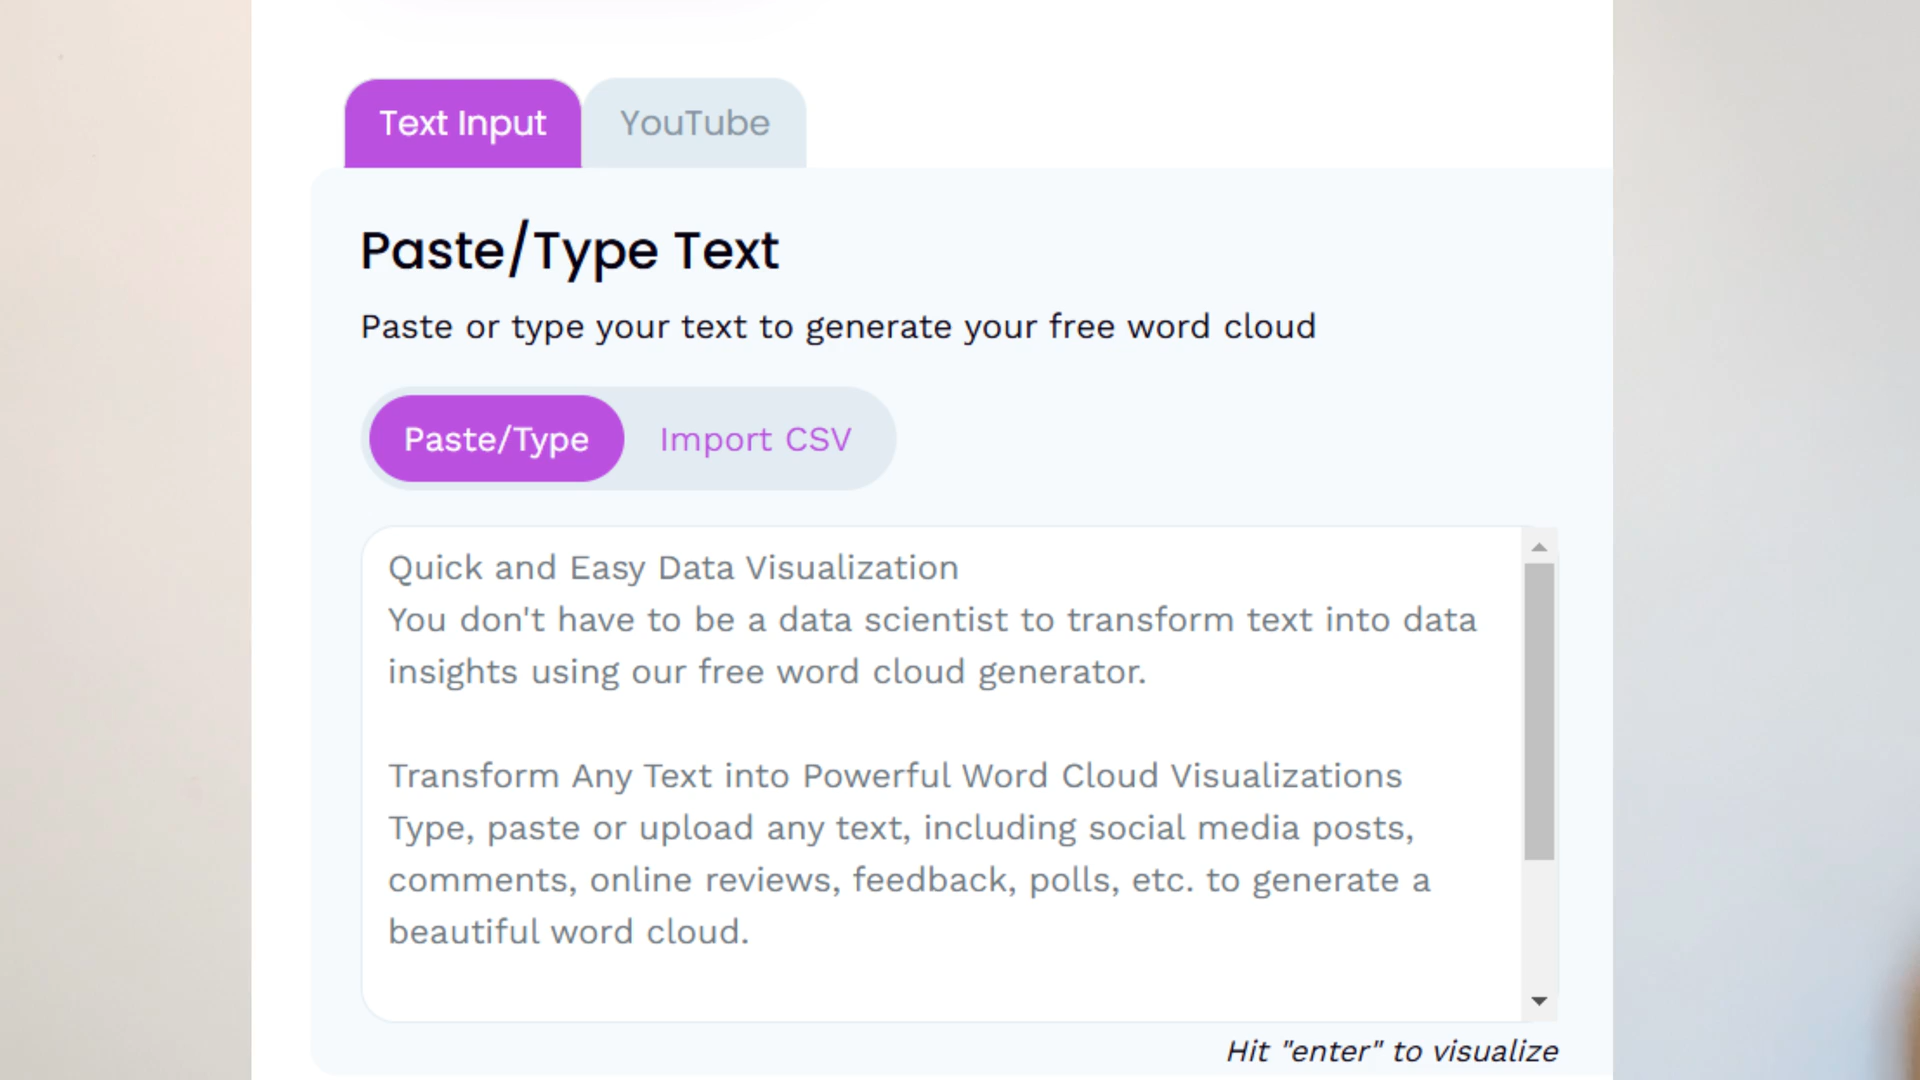 Text Input
YouTube
Paste/Type Text
Paste or type your text to generate your free word cloud
Paste/Type
Import CSV
Quick and Easy Data Visualization
You don't have to be a data scientist to transform text into data
insights using our free word cloud generator.
Transform Any Text into Powerful Word Cloud Visualizations
Type, paste or upload any text, including social media posts,
comments, online reviews, feedback, polls, etc. to generate a
beautiful word cloud.
Hit "enter" to visualize